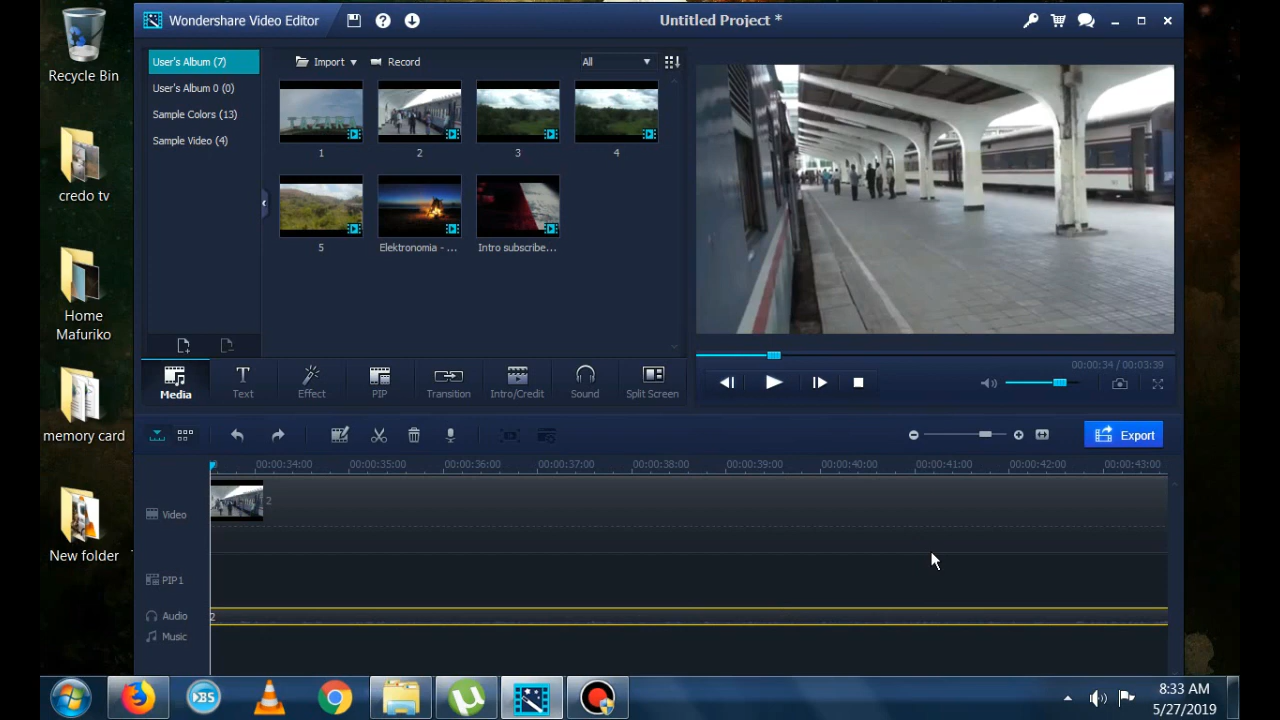 Recycle Bin
credo tv
Home
Mafuriko
memory card
New folder
Wondershare Video Editor
Untitled Project *
User's Album (7)
User's Album 0 (0)
Sample Colors (13)
Sample Video (4)
Import
Record
All
TAZARA
1
2
3
4
5
Elektronomia - ...
Intro subscribe...
00:00:34 / 00:03:39
Media
Text
Effect
PIP
Transition
Intro/Credit
Sound
Split Screen
Export
00:00:34:00
00:00:35:00
00:00:36:00
00:00:37:00
00:00:38:00
00:00:39:00
00:00:40:00
00:00:41:00
00:00:42:00
00:00:43:00
Video
2
PIP1
Audio
2
Music
BS
8:33 AM
5/27/2019